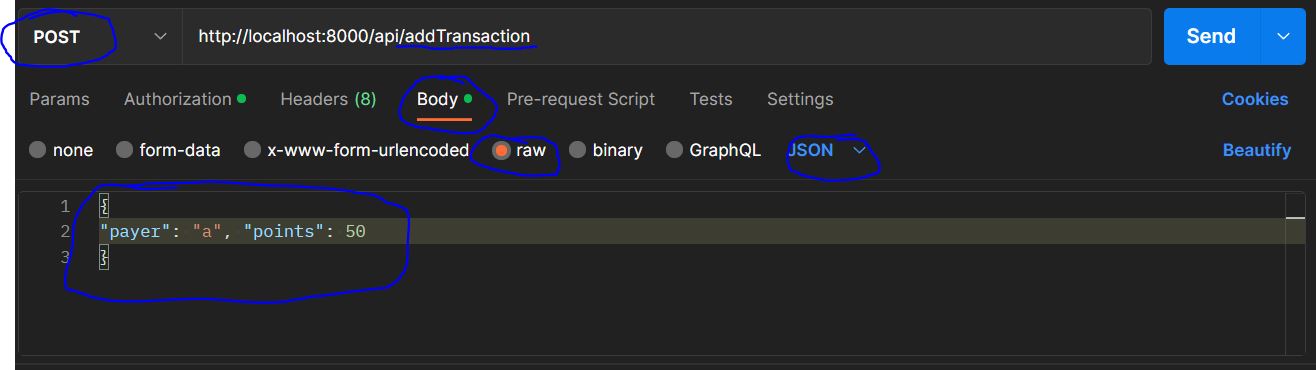 POST http://localhost:8000/api/addTransaction Send
Params Authorization Headers (8) Body Pre-request Script Tests Settings Cookies
none form-data x-www-form-urlencoded raw binary GraphQL JSON Beautify
1 {
2 "payer": "a", "points": 50
3 }